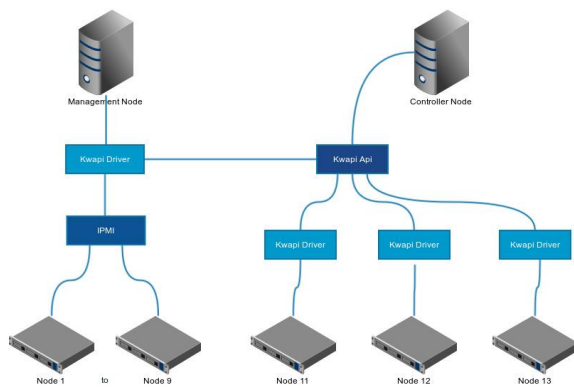 Management Node
Controller Node
Kwapi Driver
Kwapi Api
IPMI
Kwapi Driver
Kwapi Driver
Kwapi Driver
Node 1
to
Node 9
Node 11
Node 12
Node 13